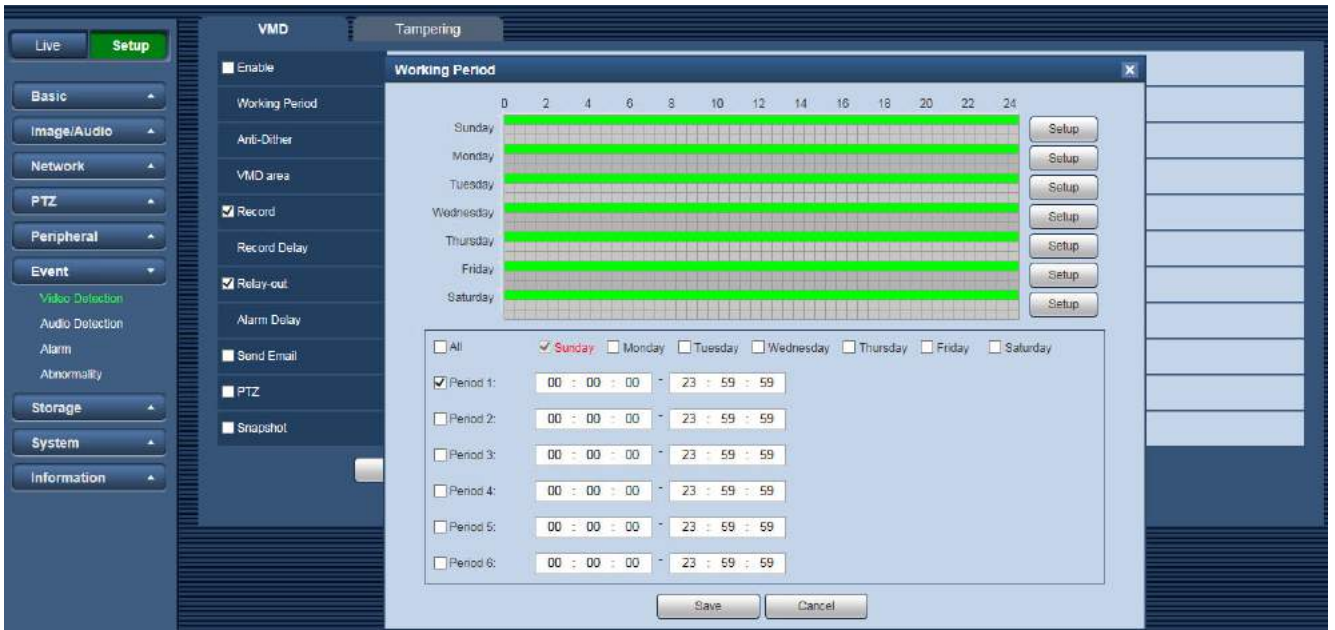 VMD Tampering
Live Setup
Basic
Image/Audio
Network
PTZ
Peripheral
Event
Video Detection
Audio Detection
Alarm
Abnormality
Storage
System
Information
Enable
Working Period
Anti-Dither
VMD area
Record
Record Delay
Relay-out
Alarm Delay
Send Email
PTZ
Snapshot
Working Period X
0 2 4 6 8 10 12 14 16 18 20 22 24
Sunday Setup
Monday Setup
Tuesday Setup
Wednesday Setup
Thursday Setup
Friday Setup
Saturday Setup
All Sunday Monday Tuesday Wednesday Thursday Friday Saturday
Period 1: 00 : 00 : 00 - 23 : 59 : 59
Period 2: 00 : 00 : 00 - 23 : 59 : 59
Period 3: 00 : 00 : 00 - 23 : 59 : 59
Period 4: 00 : 00 : 00 - 23 : 59 : 59
Period 5: 00 : 00 : 00 - 23 : 59 : 59
Period 6: 00 : 00 : 00 - 23 : 59 : 59
Save Cancel